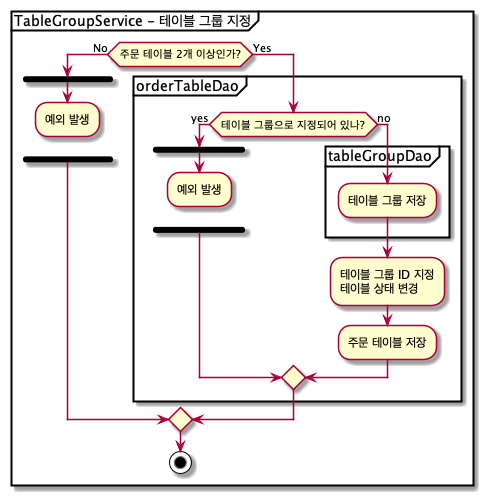 TableGroupService – 테이블 그룹 지정
No
주문 테이블 2개 이상인가?
Yes
예외 발생
orderTableDao
yes
테이블 그룹으로 지정되어 있나?
no
예외 발생
tableGroupDao
테이블 그룹 저장
테이블 그룹 ID 지정
테이블 상태 변경
주문 테이블 저장